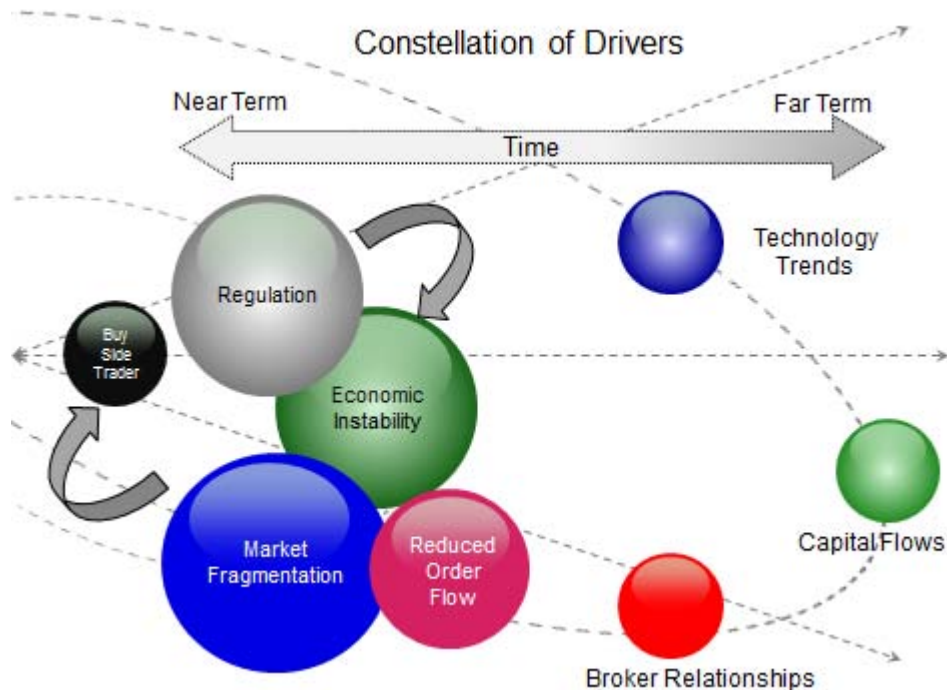 Constellation of Drivers
Near Term
Far Term
Time
Regulation
Technology
Trends
Buy
Side
Trader
Economic
Instability
Market
Fragmentation
Reduced
Order
Flow
Capital Flows
Broker Relationships